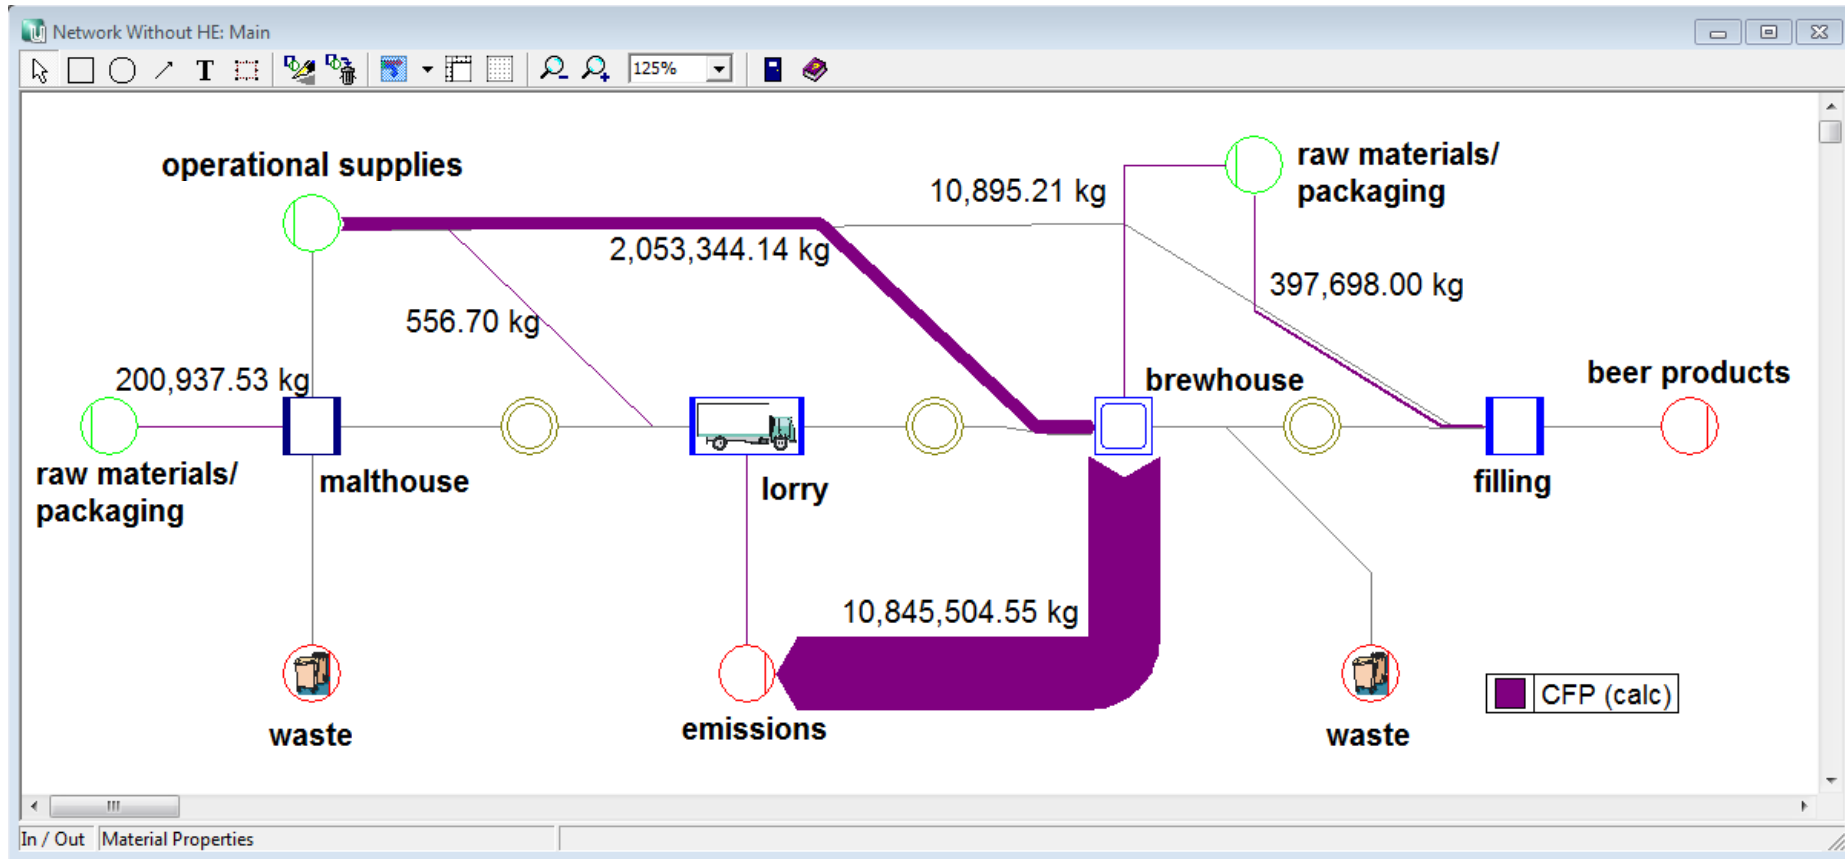 Network Without HE: Main
T
125%
operational supplies
raw materials/
packaging
10,895.21 kg
2,053,344.14 kg
397,698.00 kg
556.70 kg
200,937.53 kg
brewhouse
beer products
raw materials/
packaging
malthouse
lorry
filling
10,845,504.55 kg
CFP (calc)
waste
emissions
waste
In / Out
Material Properties